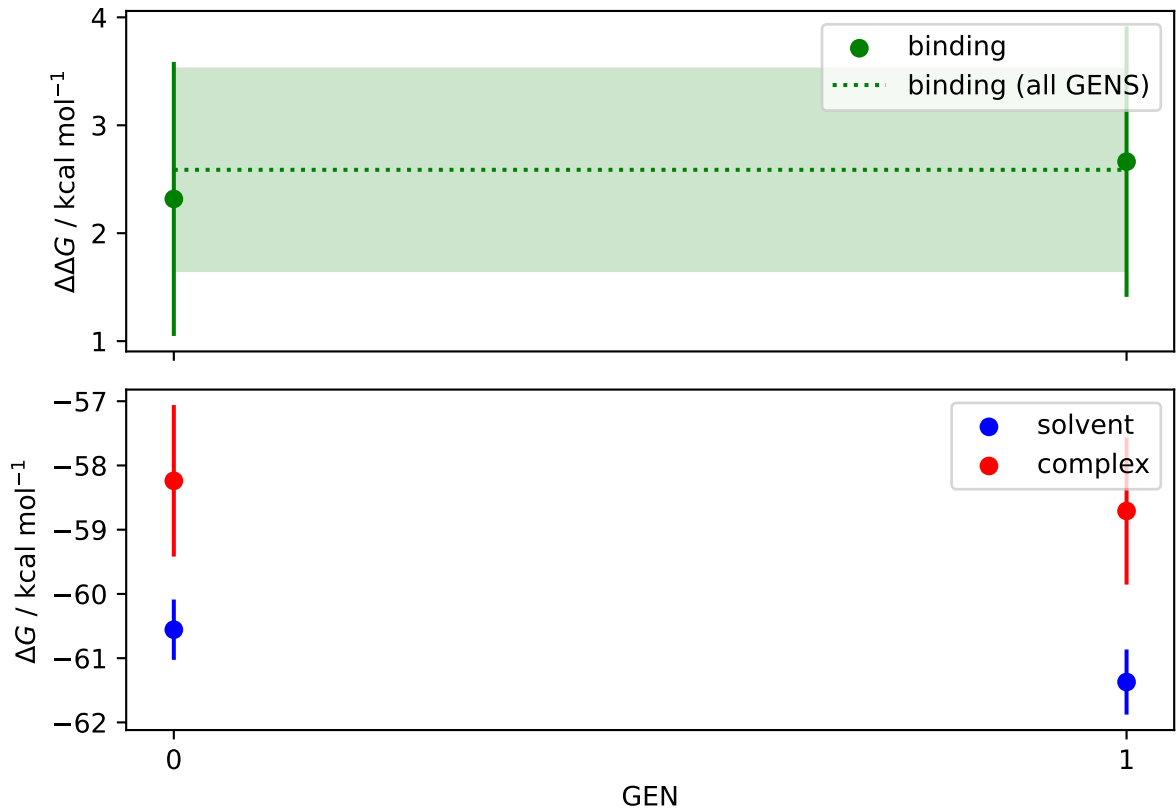 4
3
2
1
ΔΔG / kcal mol⁻¹
binding
binding (all GENS)
−57
−58
−59
−60
−61
−62
ΔG / kcal mol⁻¹
solvent
complex
0
1
GEN